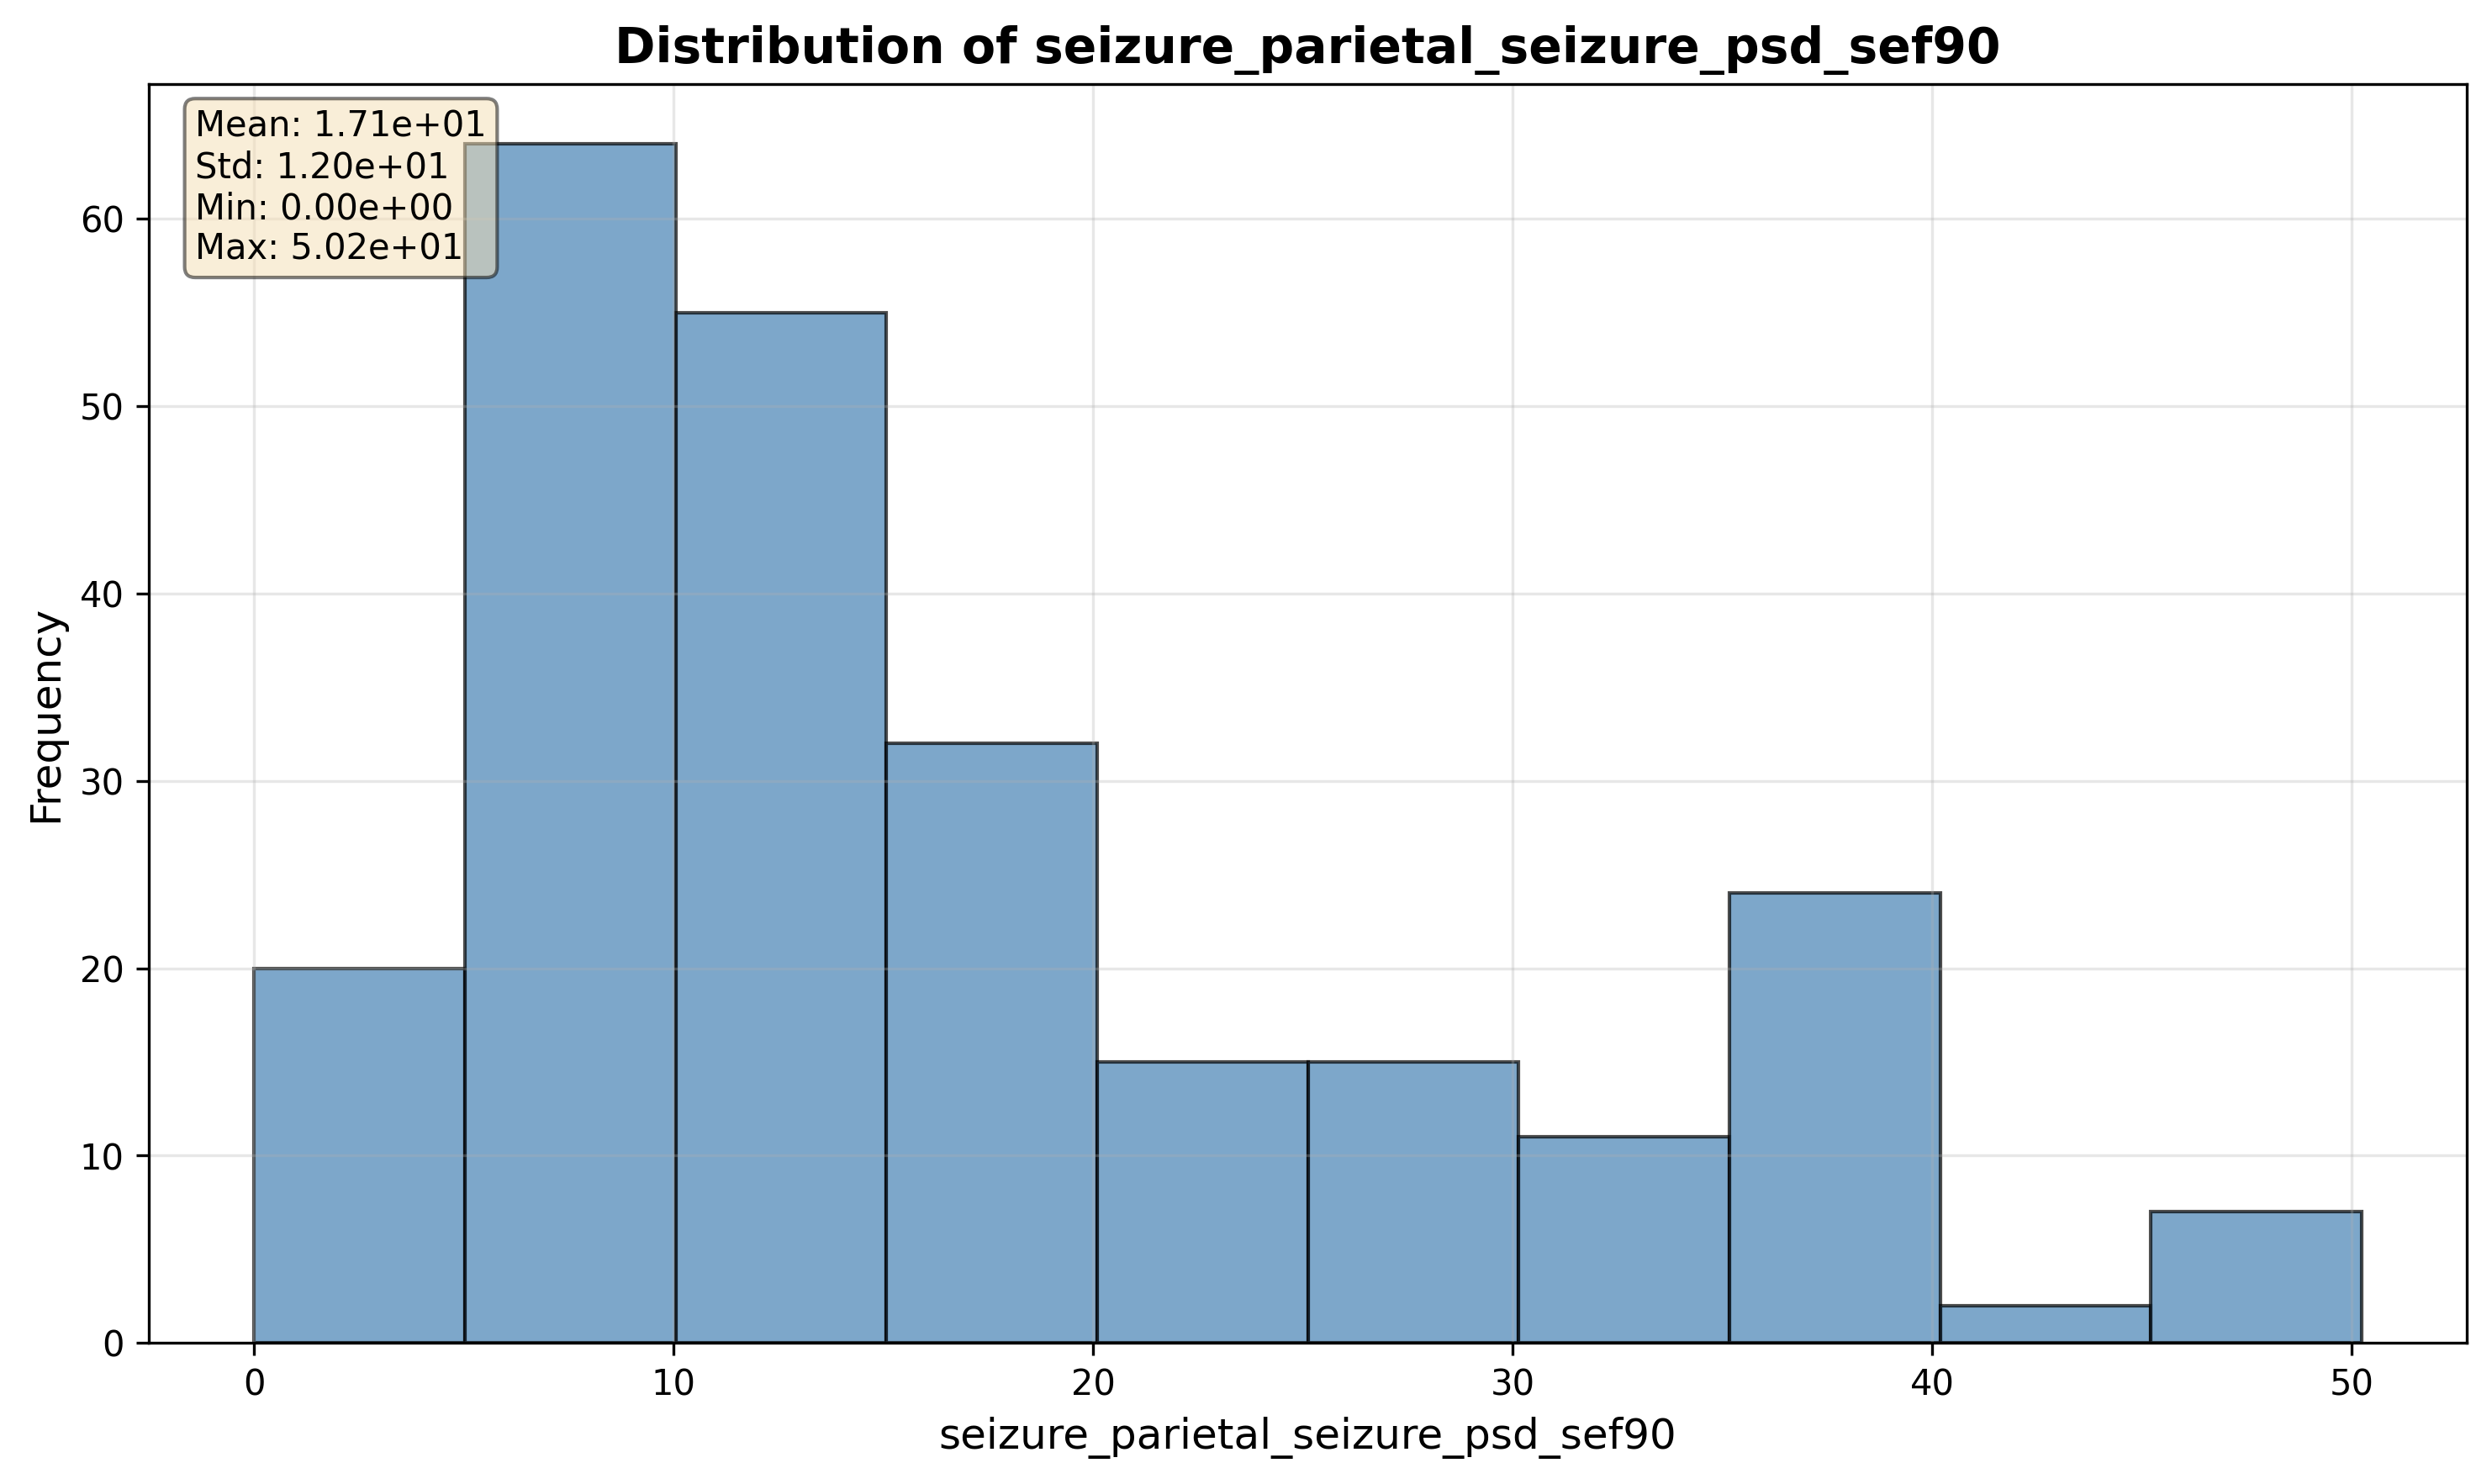 Distribution of seizure_parietal_seizure_psd_sef90
Mean: 1.71e+01
Std: 1.20e+01
Min: 0.00e+00
Max: 5.02e+01
60
50
40
30
20
10
0
Frequency
0 10 20 30 40 50
seizure_parietal_seizure_psd_sef90